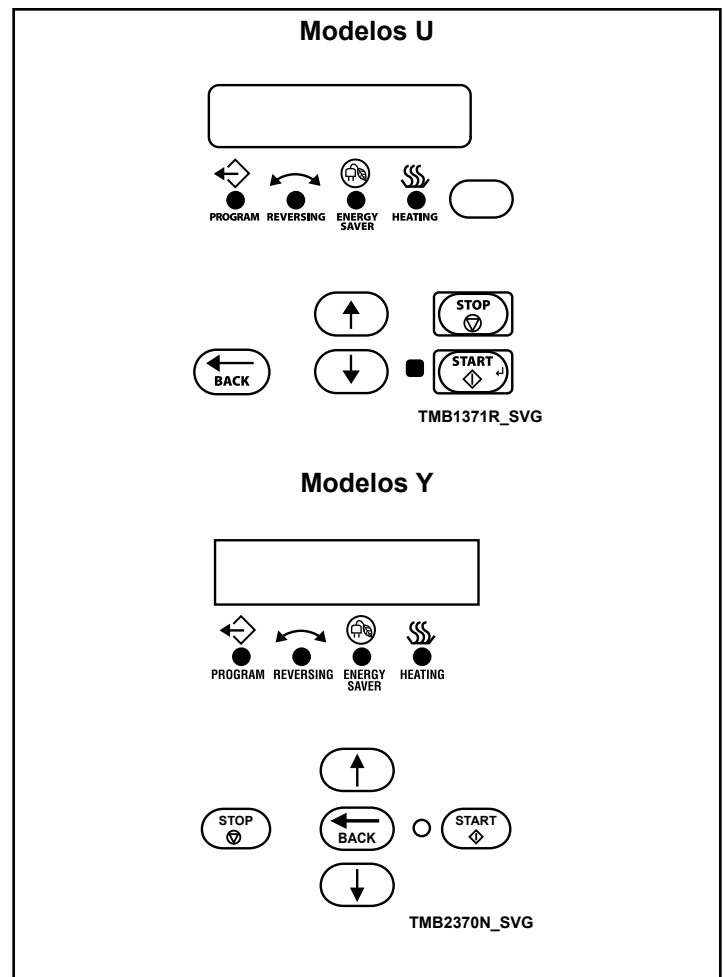 Modelos U
PROGRAM REVERSING ENERGY SAVER HEATING
STOP
START
BACK
TMB1371R_SVG
Modelos Y
PROGRAM REVERSING ENERGY SAVER HEATING
STOP
BACK
START
TMB2370N_SVG